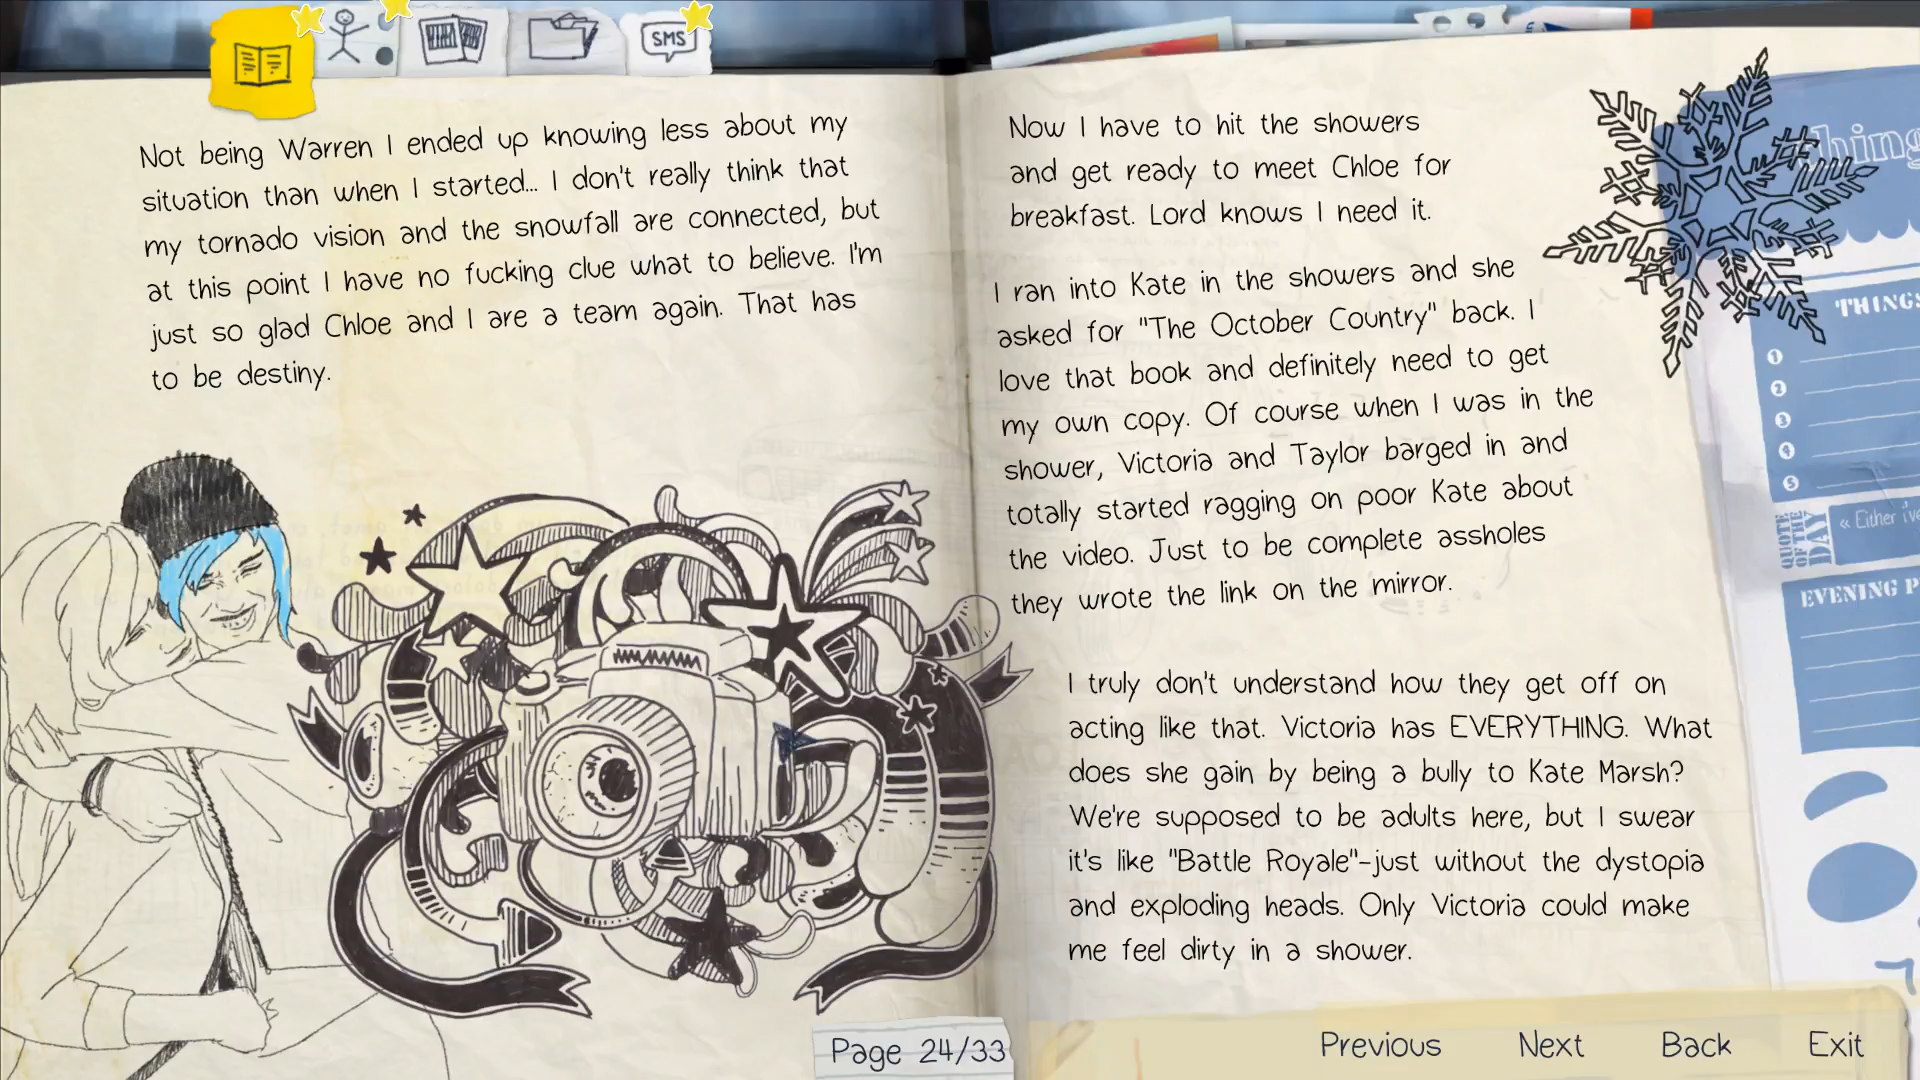 SMS
Not being Warren I ended up knowing less about my
situation than when I started... I don't really think that
my tornado vision and the snowfall are connected, but
at this point I have no fucking clue what to believe. I'm
just so glad Chloe and I are a team again. That has
to be destiny.
Now I have to hit the showers
and get ready to meet Chloe for
breakfast. Lord knows I need it.
I ran into Kate in the showers and she
asked for "The October Country" back. I
love that book and definitely need to get
my own copy. Of course when I was in the
shower, Victoria and Taylor barged in and
totally started ragging on poor Kate about
the video. Just to be complete assholes
they wrote the link on the mirror.
I truly don't understand how they get off on
acting like that. Victoria has EVERYTHING. What
does she gain by being a bully to Kate Marsh?
We're supposed to be adults here, but I swear
it's like "Battle Royale"-just without the dystopia
and exploding heads. Only Victoria could make
me feel dirty in a shower.
hing
THINGS
1
2
3
4
5
QUOTE OF THE DAY
« Either i've
EVENING P
Page 24/33
Previous Next Back Exit